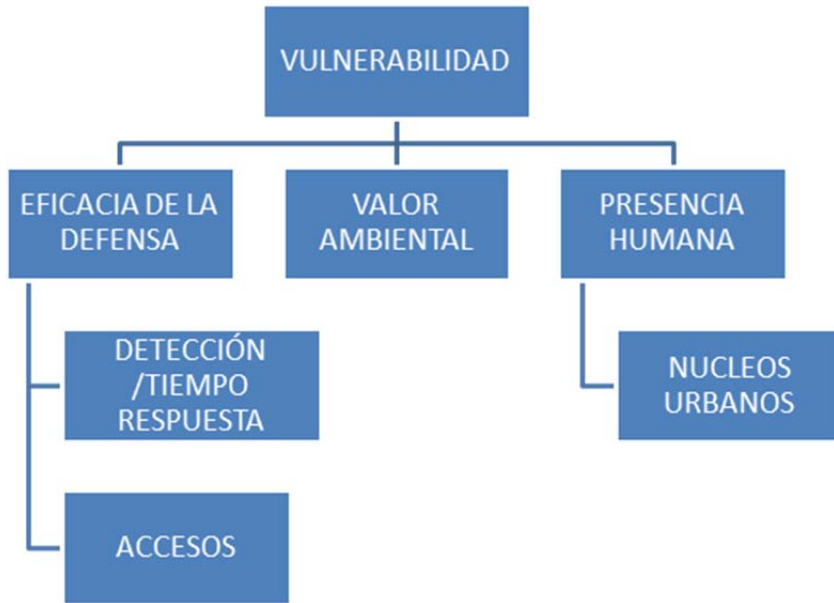 VULNERABILIDAD
EFICACIA DE LA
DEFENSA
VALOR
AMBIENTAL
PRESENCIA
HUMANA
DETECCIÓN
/TIEMPO
RESPUESTA
NUCLEOS
URBANOS
ACCESOS